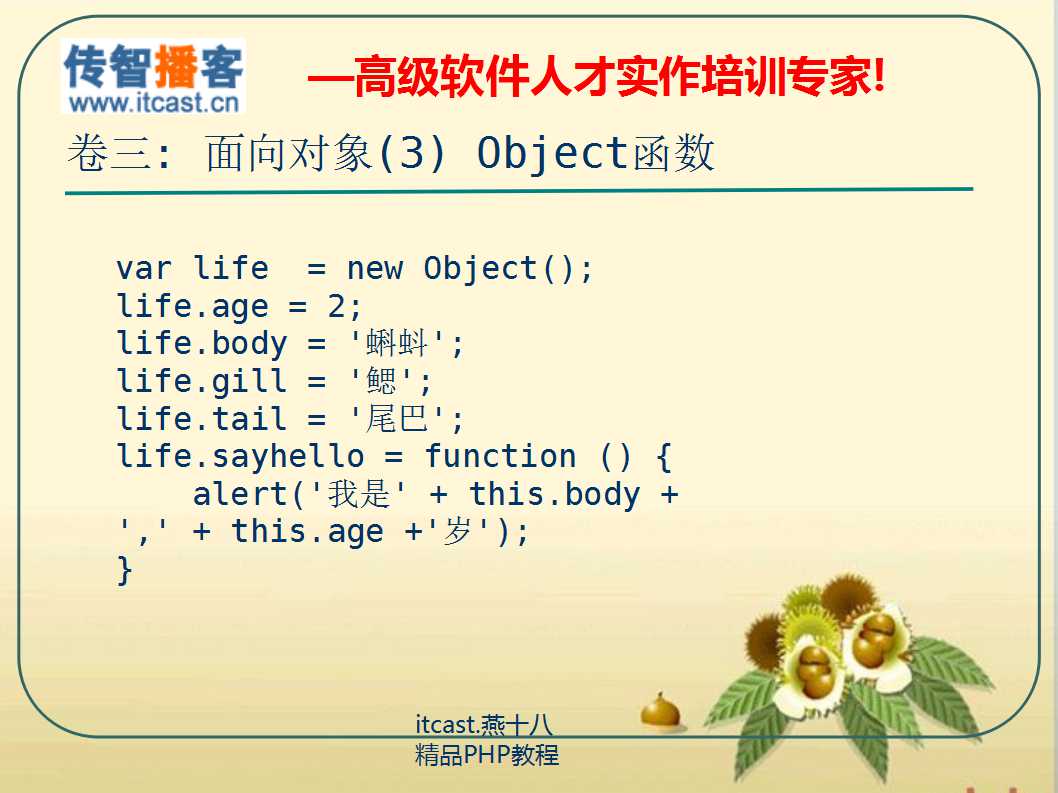 传智播客
www.itcast.cn
—高级软件人才实作培训专家!
卷三: 面向对象(3) Object函数
var life  = new Object();
life.age = 2;
life.body = '蝌蚪';
life.gill = '鳃';
life.tail = '尾巴';
life.sayhello = function () {
    alert('我是' + this.body +
',' + this.age +'岁');
}
itcast.燕十八
精品PHP教程